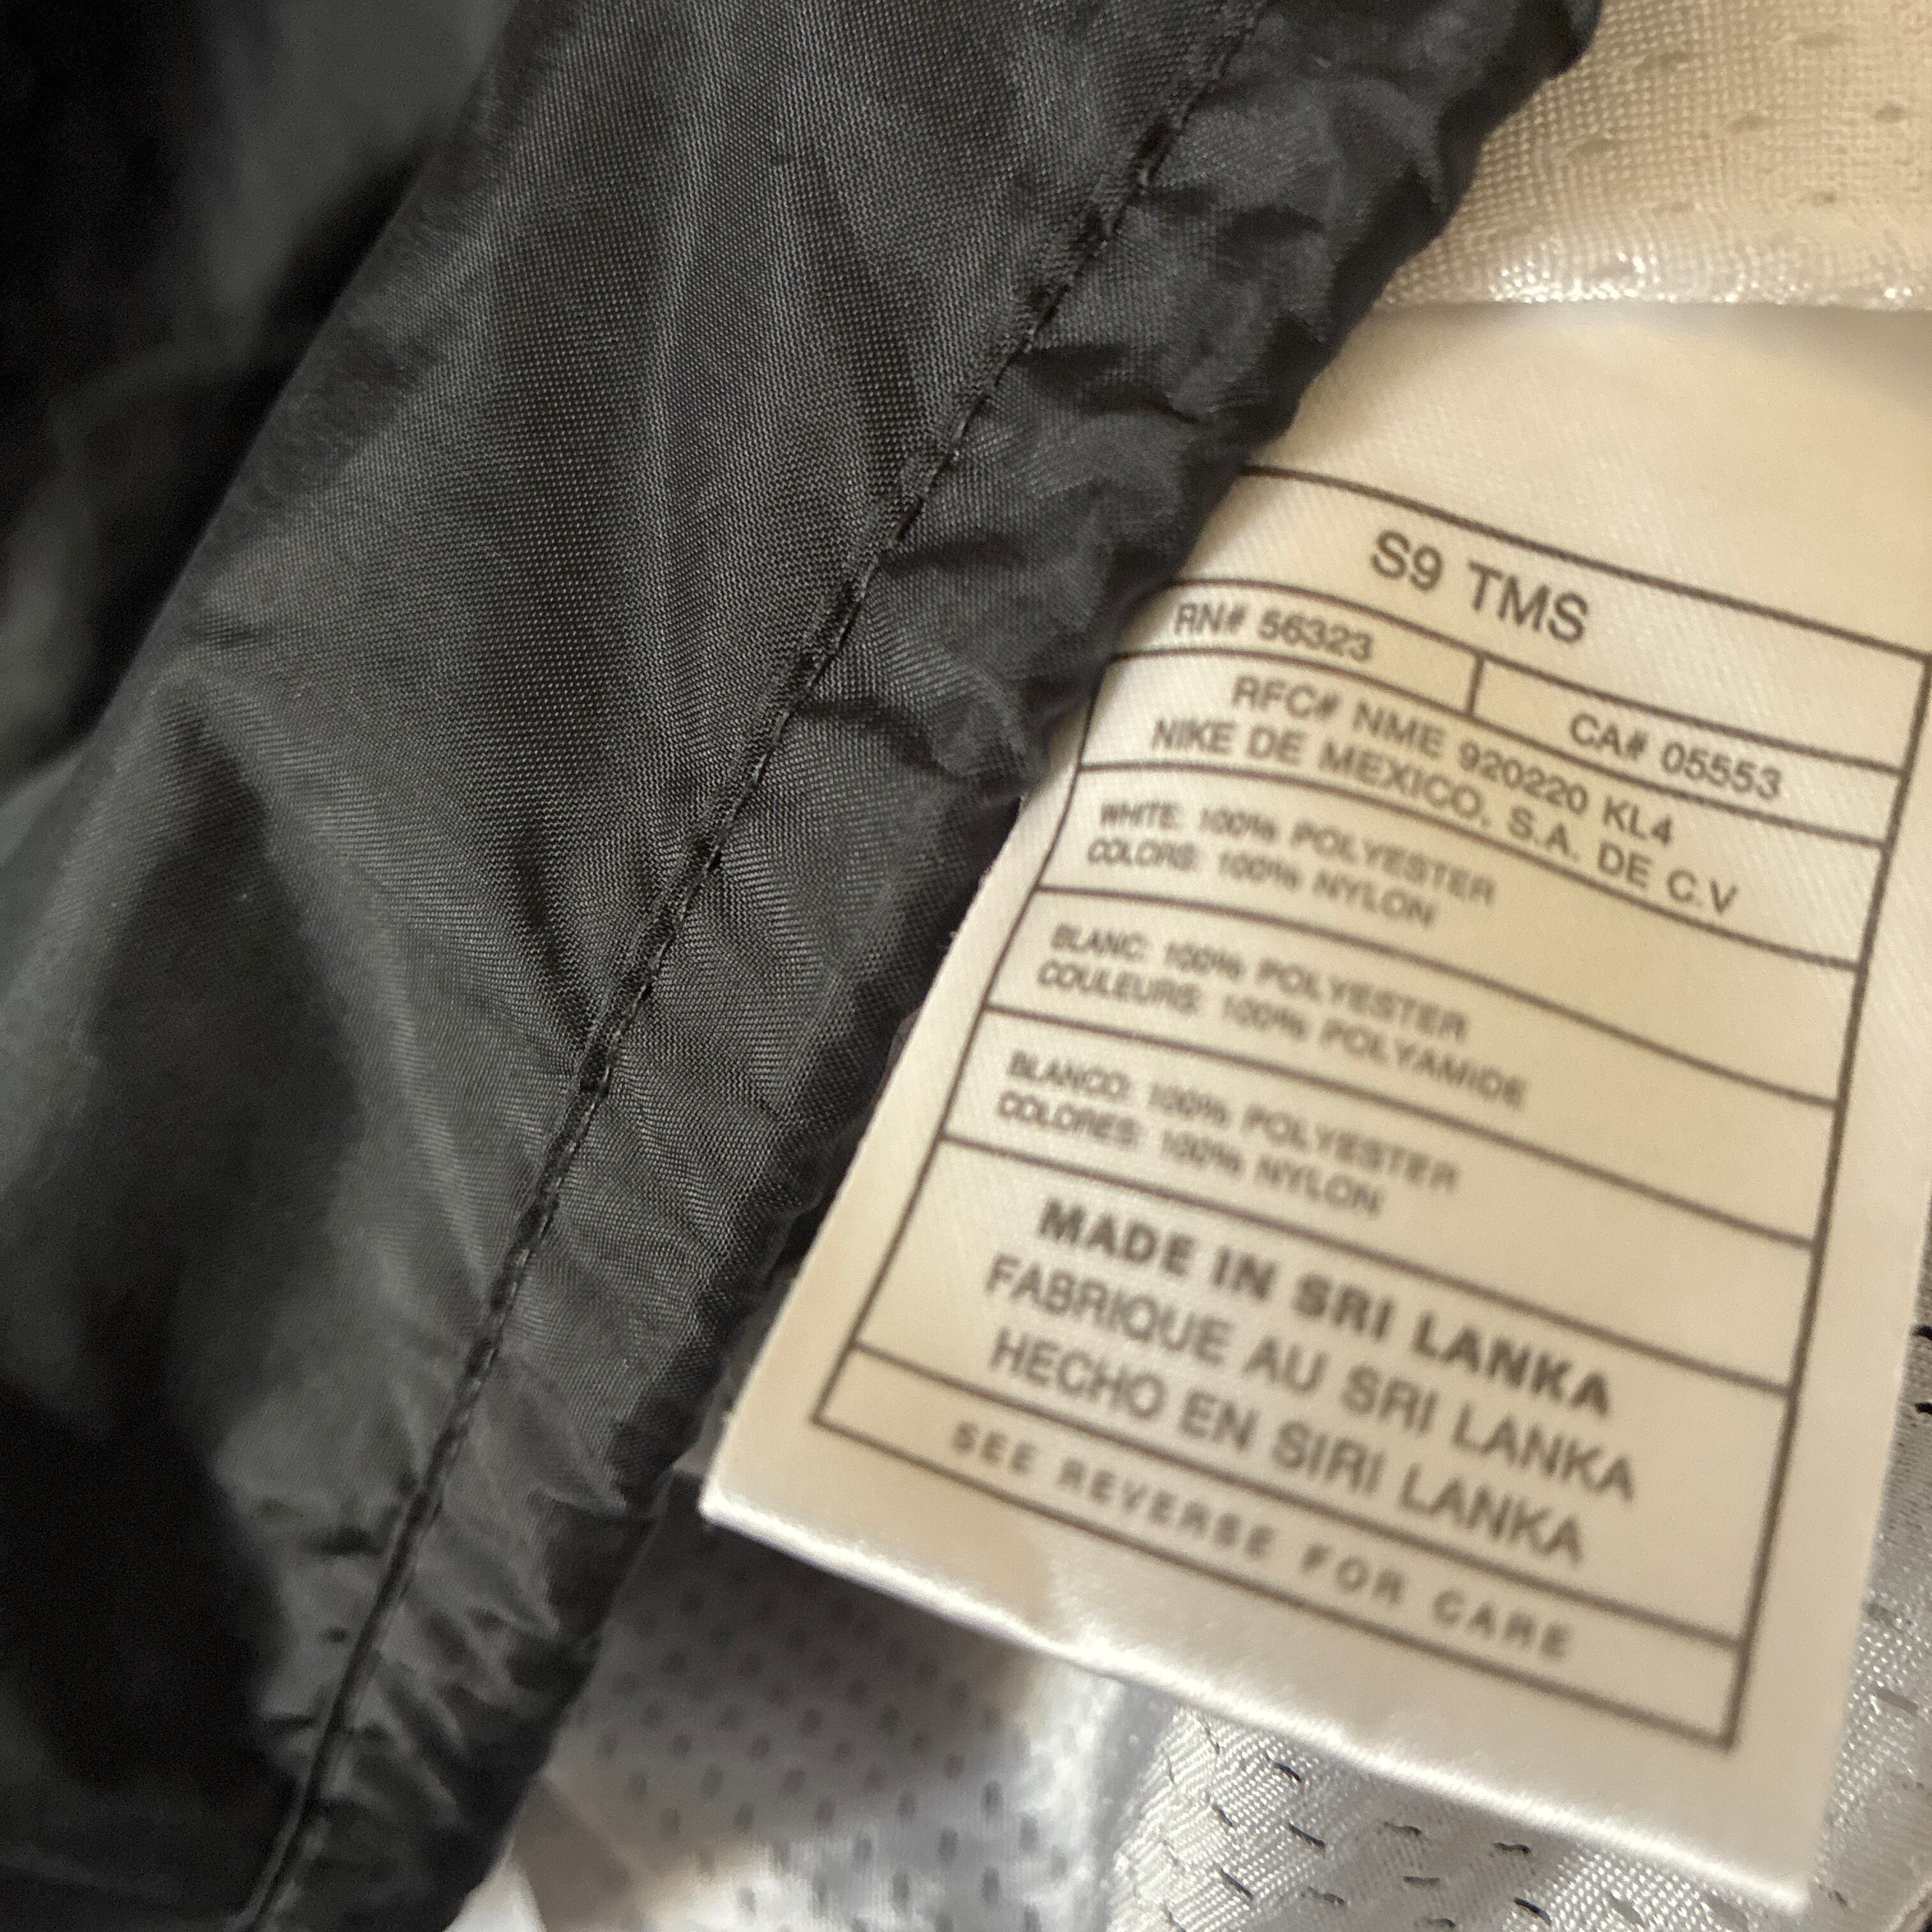 S9 TMS
RN# 56323
CA# 05553
RFC# NME 920220 KL4
NIKE DE MEXICO, S.A. DE C.V
WHITE: 100% POLYESTER
COLORS: 100% NYLON
BLANC: 100% POLYESTER
COULEURS: 100% POLYAMIDE
BLANCO: 100% POLYESTER
COLORES: 100% NYLON
MADE IN SRI LANKA
FABRIQUE AU SRI LANKA
HECHO EN SIRI LANKA
SEE REVERSE FOR CARE